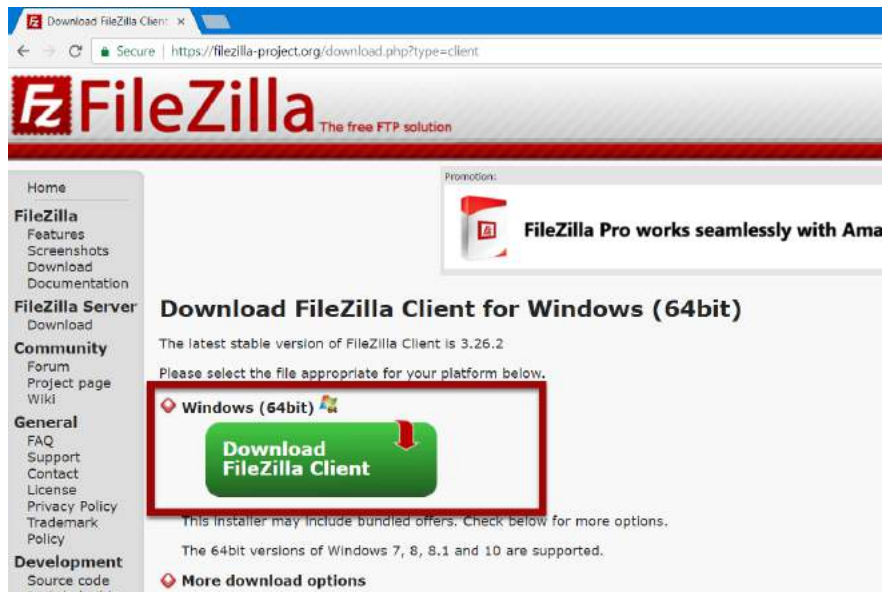 Download FileZilla Client
Secure | https://filezilla-project.org/download.php?type=client
Fz FileZilla The free FTP solution
Promotion:
FileZilla Pro works seamlessly with Ama
Home
FileZilla
Features
Screenshots
Download
Documentation
FileZilla Server
Download
Community
Forum
Project page
Wiki
General
FAQ
Support
Contact
License
Privacy Policy
Trademark
Policy
Development
Source code
Download FileZilla Client for Windows (64bit)
The latest stable version of FileZilla Client is 3.26.2
Please select the file appropriate for your platform below.
Windows (64bit)
Download
FileZilla Client
This installer may include bundled offers. Check below for more options.
The 64bit versions of Windows 7, 8, 8.1 and 10 are supported.
More download options